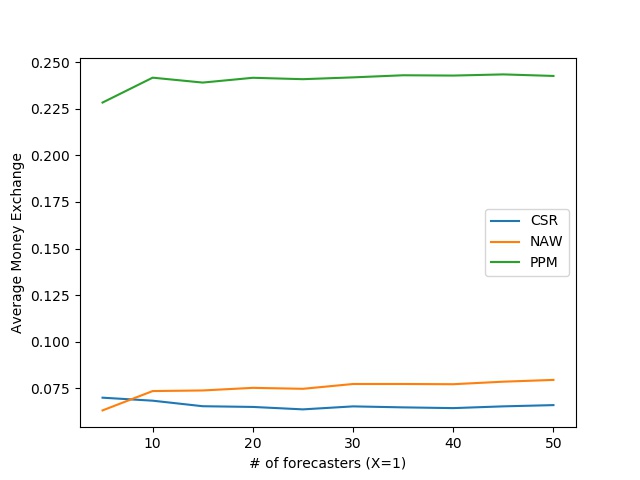 0.250
0.225
0.200
0.175
0.150
0.125
0.100
0.075
Average Money Exchange
CSR
NAW
PPM
10 20 30 40 50
# of forecasters (X=1)